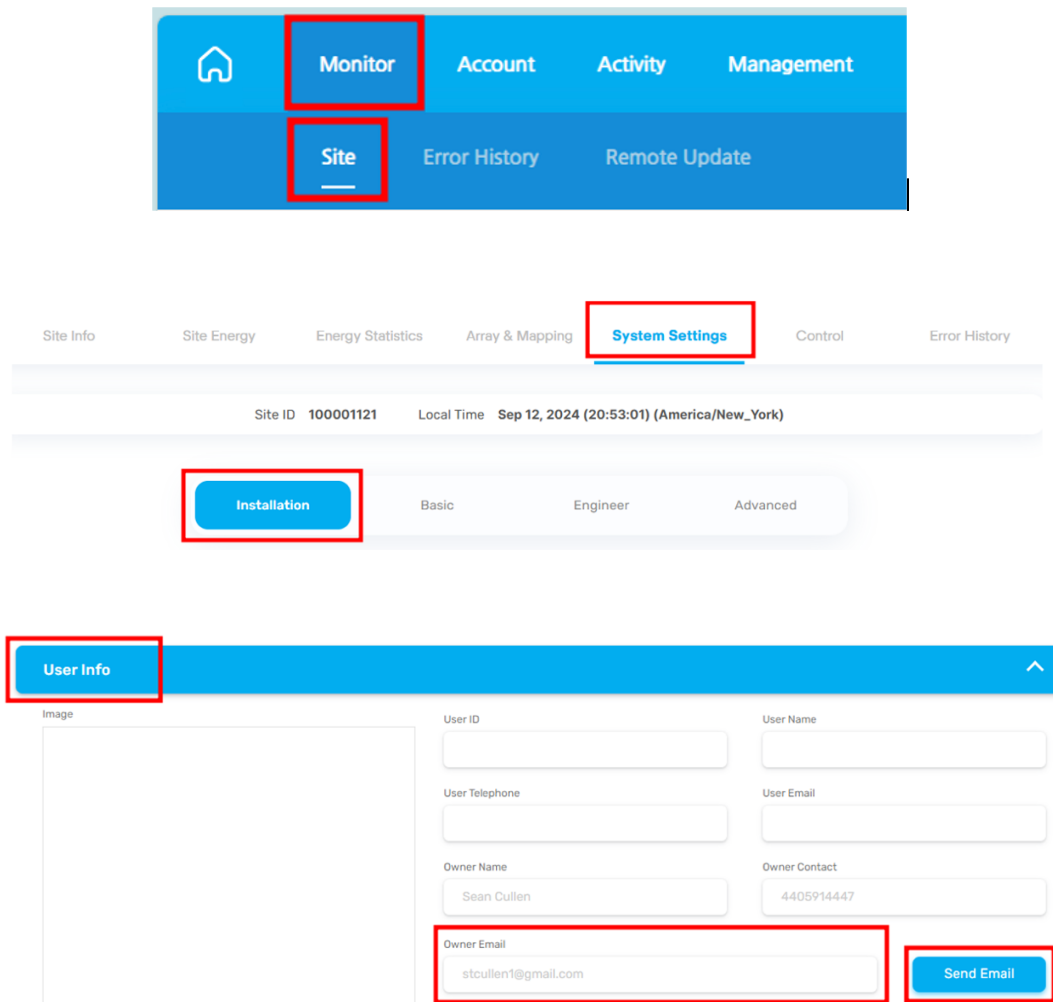 Monitor Account Activity Management
Site Error History Remote Update
Site Info Site Energy Energy Statistics Array & Mapping System Settings Control Error History
Site ID 100001121 Local Time Sep 12, 2024 (20:53:01) (America/New_York)
Installation Basic Engineer Advanced
User Info
Image
User ID User Name
User Telephone User Email
Owner Name Owner Contact
Sean Cullen 4405914447
Owner Email
stcullen1@gmail.com Send Email